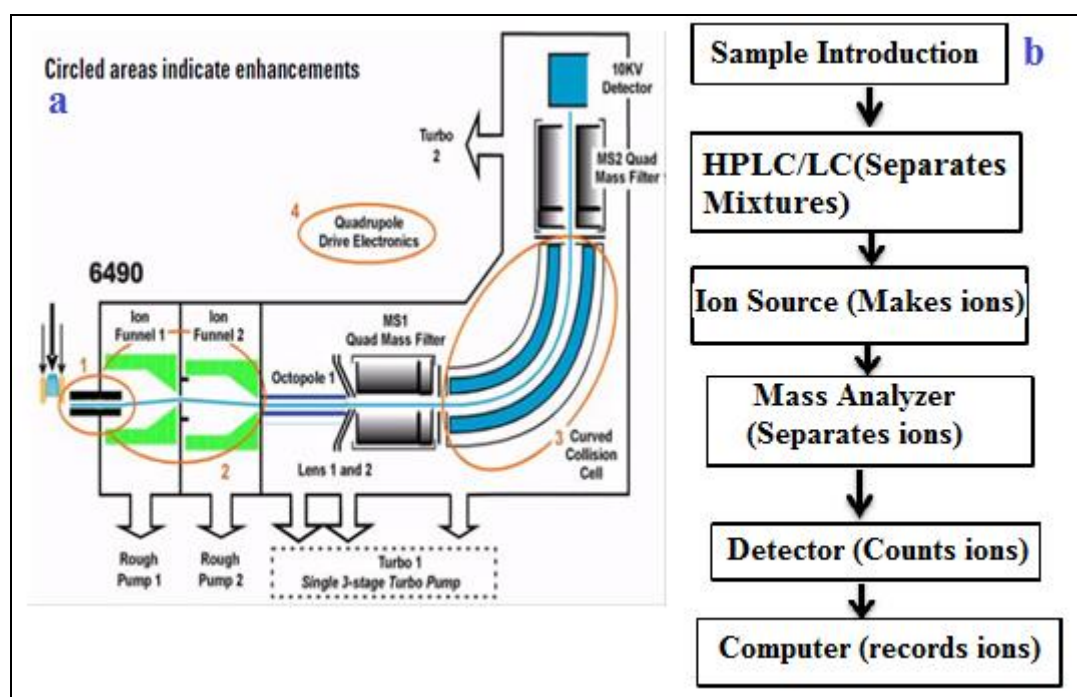 Circled areas indicate enhancements
a
10KV
Detector
Turbo
2
MS2 Quad
Mass Filter
4
Quadrupole
Drive Electronics
6490
Ion
Funnel 1
Ion
Funnel 2
MS1
Quad Mass Filter
1
Octopole 1
2
3
Curved
Collision
Cell
Lens 1 and 2
Rough
Pump 1
Rough
Pump 2
Turbo 1
Single 3-stage Turbo Pump
b
Sample Introduction
HPLC/LC(Separates
Mixtures)
Ion Source (Makes ions)
Mass Analyzer
(Separates ions)
Detector (Counts ions)
Computer (records ions)